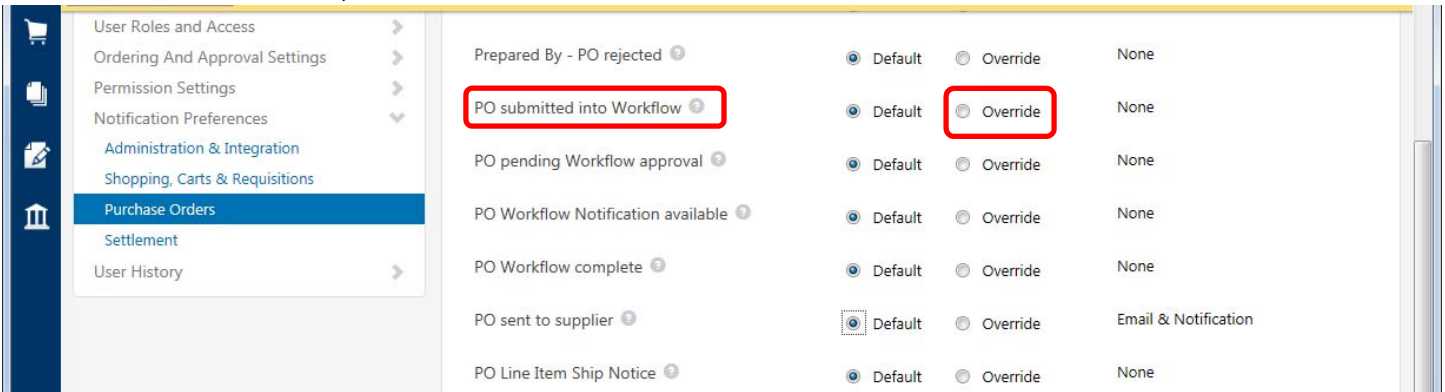 User Roles and Access
Ordering And Approval Settings
Permission Settings
Notification Preferences
Administration & Integration
Shopping, Carts & Requisitions
Purchase Orders
Settlement
User History
Prepared By - PO rejected ? Default Override None
PO submitted into Workflow ? Default Override None
PO pending Workflow approval ? Default Override None
PO Workflow Notification available ? Default Override None
PO Workflow complete ? Default Override None
PO sent to supplier ? Default Override Email & Notification
PO Line Item Ship Notice ? Default Override None